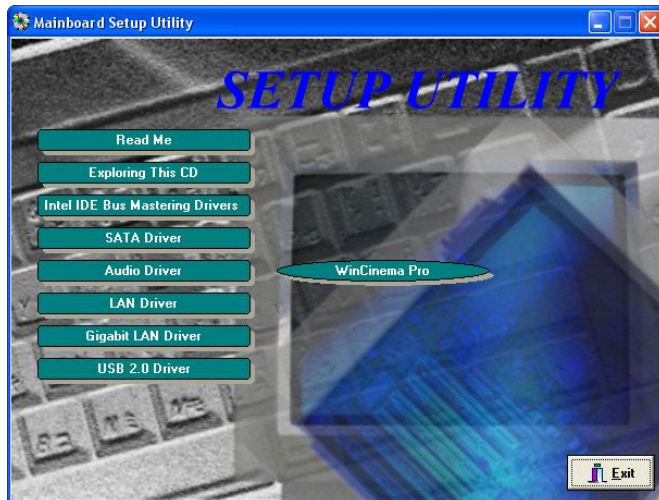 Mainboard Setup Utility
SETUP UTILITY
Read Me
Exploring This CD
Intel IDE Bus Mastering Drivers
SATA Driver
Audio Driver
WinCinema Pro
LAN Driver
Gigabit LAN Driver
USB 2.0 Driver
Exit